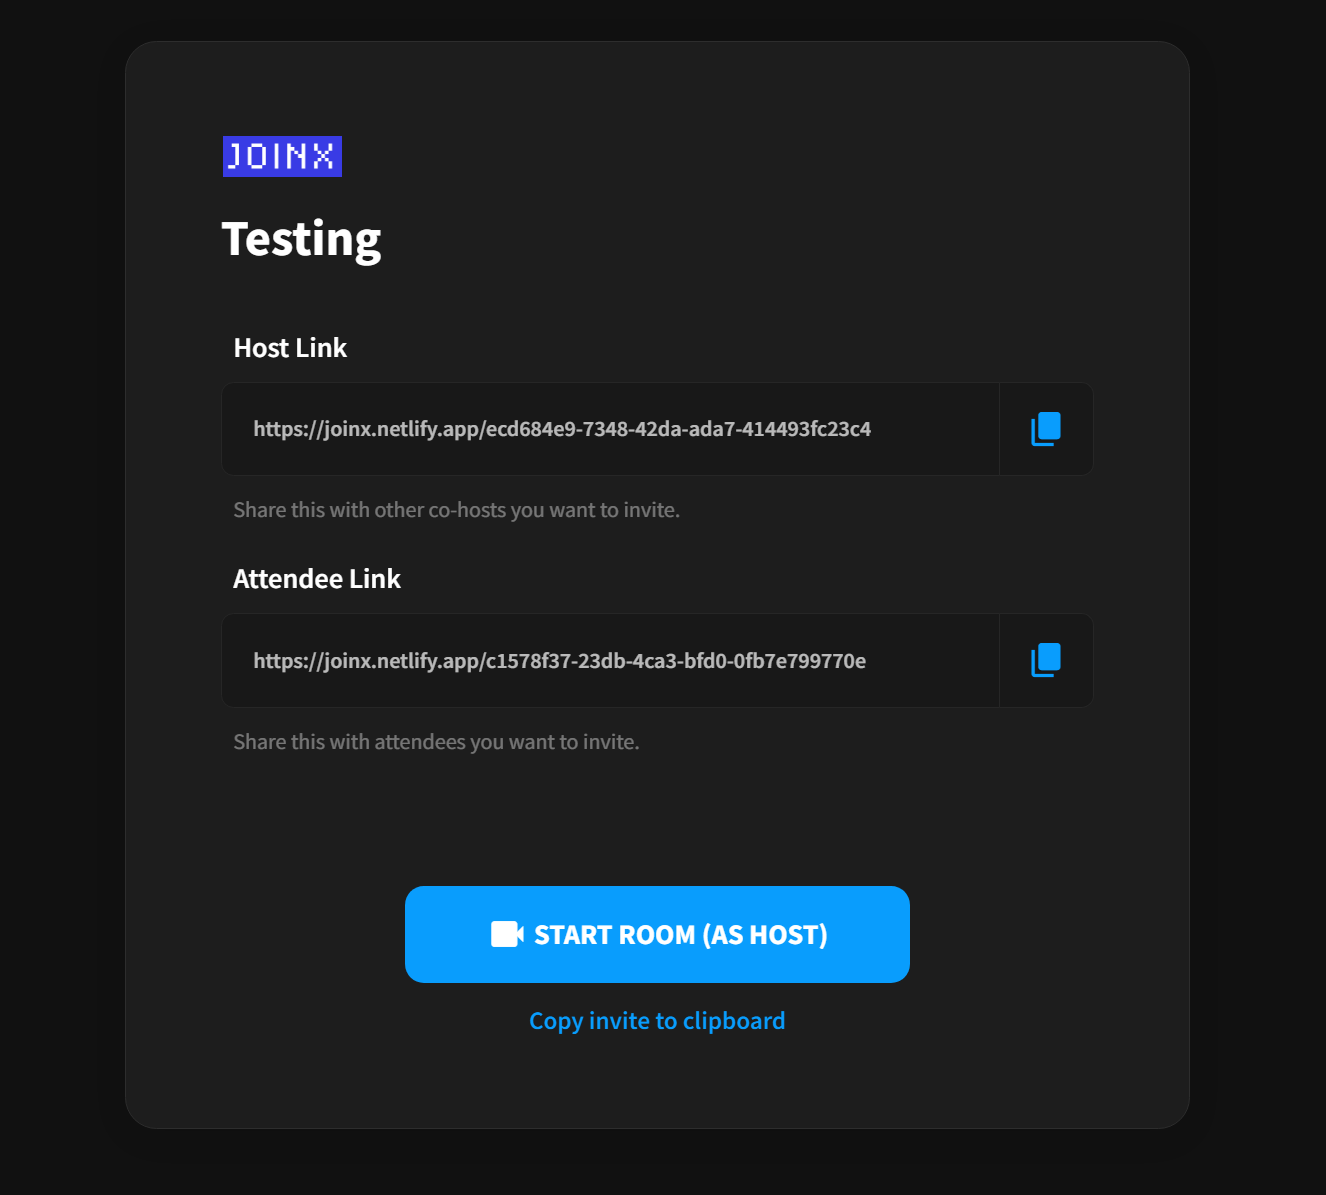 JOINX
Testing
Host Link
https://joinx.netlify.app/ecd684e9-7348-42da-ada7-414493fc23c4
Share this with other co-hosts you want to invite.
Attendee Link
https://joinx.netlify.app/c1578f37-23db-4ca3-bfd0-0fb7e799770e
Share this with attendees you want to invite.
START ROOM (AS HOST)
Copy invite to clipboard